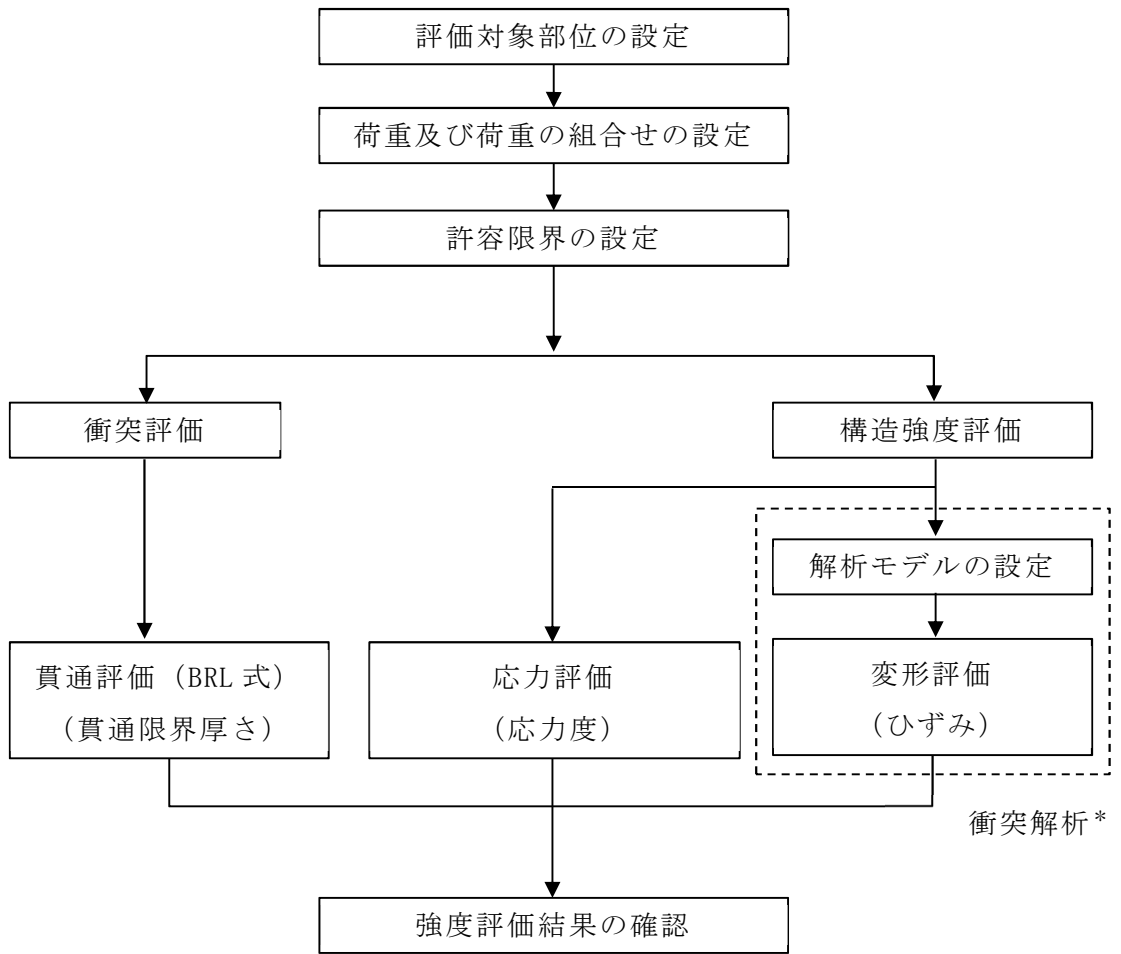 評価対象部位の設定
荷重及び荷重の組合せの設定
許容限界の設定
衝突評価
構造強度評価
解析モデルの設定
貫通評価（BRL 式）
（貫通限界厚さ）
応力評価
（応力度）
変形評価
（ひずみ）
衝突解析*
強度評価結果の確認